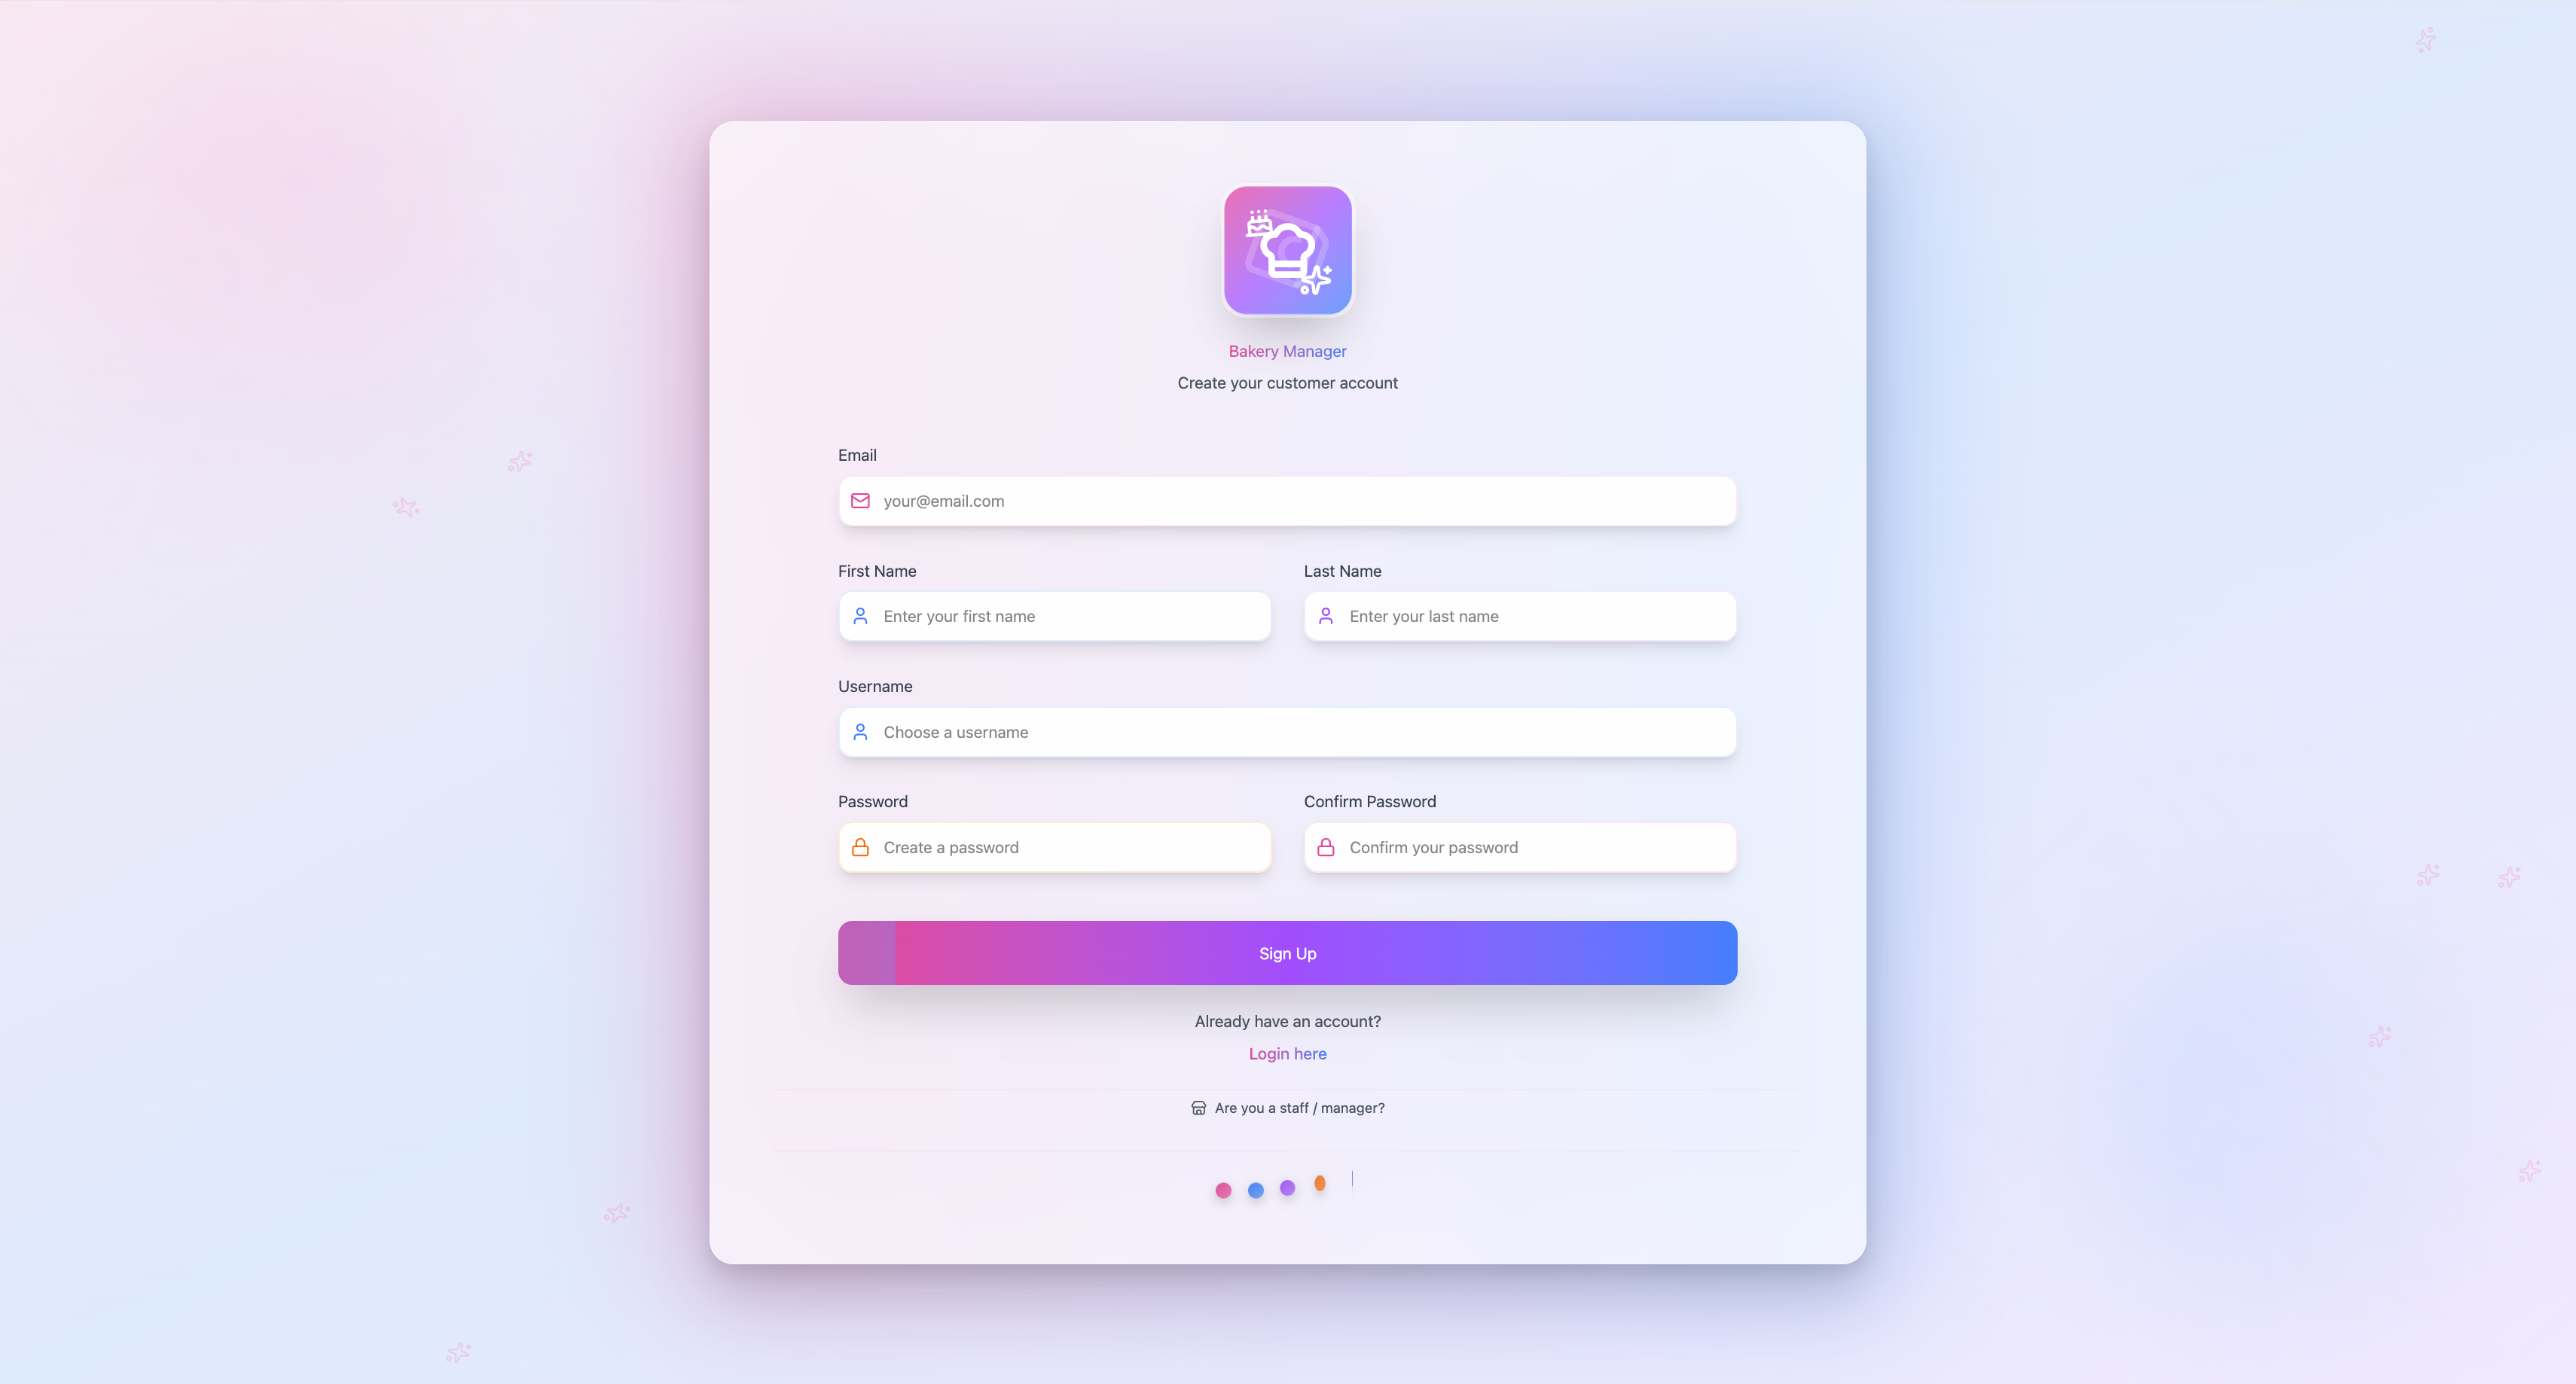 Bakery Manager
Create your customer account
Email
your@email.com
First Name
Last Name
Enter your first name
Enter your last name
Username
Choose a username
Password
Confirm Password
Create a password
Confirm your password
Sign Up
Already have an account?
Login here
Are you a staff / manager?